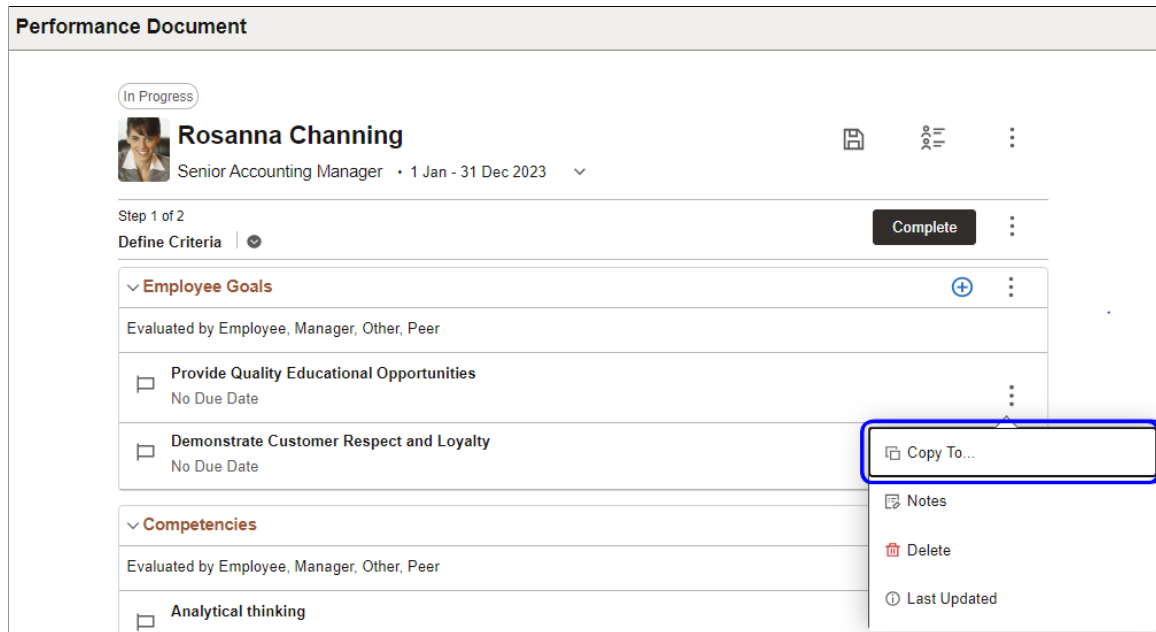 Performance Document
In Progress
Rosanna Channing
Senior Accounting Manager • 1 Jan - 31 Dec 2023
Step 1 of 2
Define Criteria
Complete
Employee Goals
Evaluated by Employee, Manager, Other, Peer
Provide Quality Educational Opportunities
No Due Date
Demonstrate Customer Respect and Loyalty
No Due Date
Copy To...
Notes
Delete
Last Updated
Competencies
Evaluated by Employee, Manager, Other, Peer
Analytical thinking